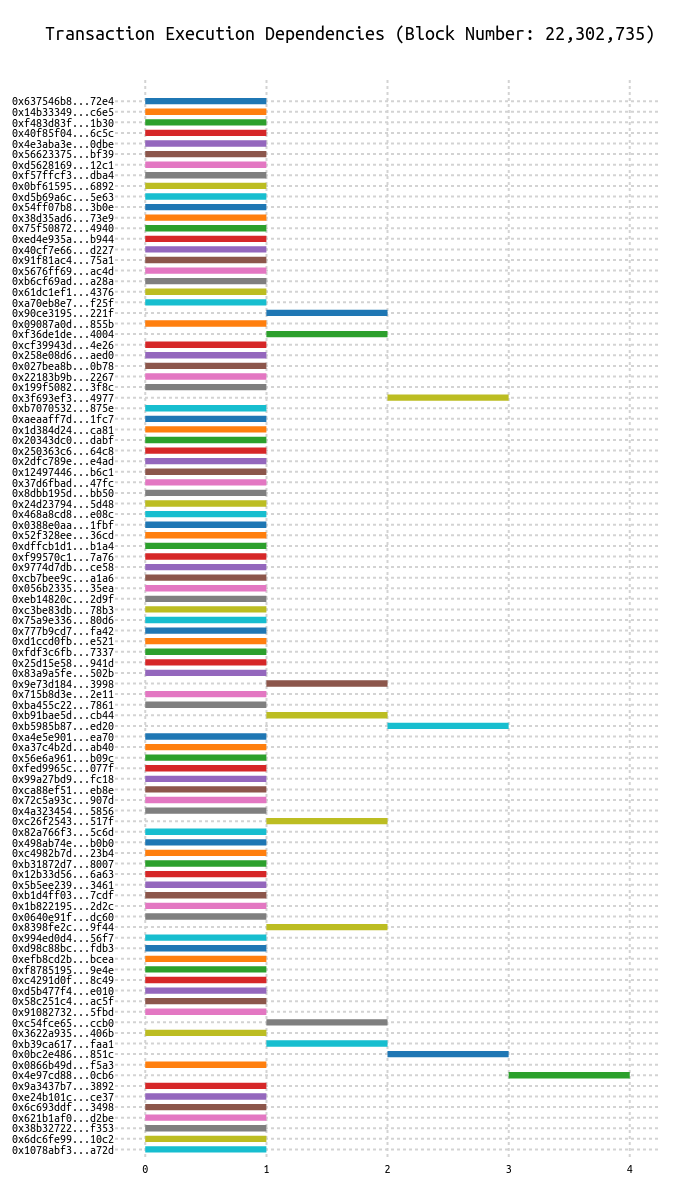 Transaction Execution Dependencies (Block Number: 22,302,735)
0x637546b8...72e4
0x14b33349...c6e5
0xf483d83f...1b30
0x40f85f04...6c5c
0x4e3aba3e...0dbe
0x56623375...bf39
0xd5628169...12c1
0xf57ffcf3...dba4
0x0bf61595...6892
0xd5b69a6c...5e63
0x54ff07b8...3b0e
0x38d35ad6...73e9
0x75f50872...4940
0xed4e935a...b944
0x40cf7e66...d227
0x91f81ac4...75a1
0x5676ff69...ac4d
0xb6cf69ad...a28a
0x61dc1ef1...4376
0xa70eb8e7...f25f
0x90ce3195...221f
0x09087a0d...855b
0xf36de1de...4004
0xcf39943d...4e26
0x258e08d6...aed0
0x027bea8b...0b78
0x22183b9b...2267
0x199f5082...3f8c
0x3f693ef3...4977
0xb7070532...875e
0xaeaaff7d...1fc7
0x1d384d24...ca81
0x20343dc0...dabf
0x250363c6...64c8
0x2dfc789e...e4ad
0x12497446...b6c1
0x37d6fbad...47fc
0x8dbb195d...bb50
0x24d23794...5d48
0x468a8cd8...e08c
0x0388e0aa...1fbf
0x52f328ee...36cd
0xdffcb1d1...b1a4
0xf99570c1...7a76
0x9774d7db...ce58
0xcb7bee9c...a1a6
0x056b2335...35ea
0xeb14820c...2d9f
0xc3be83db...78b3
0x75a9e336...80d6
0x777b9cd7...fa42
0xd1ccd0fb...e521
0xfdf3c6fb...7337
0x25d15e58...941d
0x83a9a5fe...502b
0x9e73d184...3998
0x715b8d3e...2e11
0xba455c22...7861
0xb91bae5d...cb44
0xb5985b87...ed20
0xa4e5e901...ea70
0xa37c4b2d...ab40
0x56e6a961...b09c
0xfed9965c...077f
0x99a27bd9...fc18
0xca88ef51...eb8e
0x72c5a93c...907d
0x4a323454...5856
0xc26f2543...517f
0x82a766f3...5c6d
0x498ab74e...b0b0
0xc4982b7d...23b4
0xb31872d7...8007
0x12b33d56...6a63
0x5b5ee239...3461
0xb1d4ff03...7cdf
0x1b822195...2d2c
0x0640e91f...dc60
0x8398fe2c...9f44
0x994ed0d4...56f7
0xd98c88bc...fdb3
0xefb8cd2b...bcea
0xf8785195...9e4e
0xc4291d0f...8c49
0xd5b477f4...e010
0x58c251c4...ac5f
0x91082732...5fbd
0xc54fce65...ccb0
0x3622a935...406b
0xb39ca617...faa1
0x0bc2e486...851c
0x0866b49d...f5a3
0x4e97cd88...0cb6
0x9a3437b7...3892
0xe24b101c...ce37
0x6c693ddf...3498
0x621b1af0...d2be
0x38b32722...f353
0x6dc6fe99...10c2
0x1078abf3...a72d
0 1 2 3 4